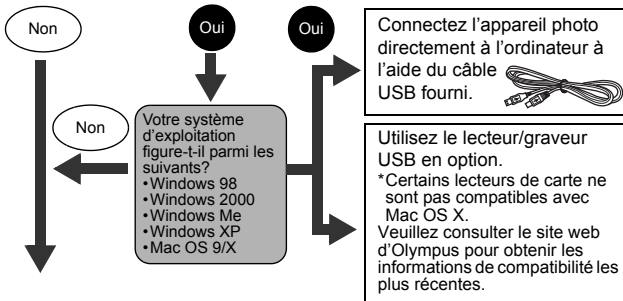 Non
Oui
Oui
Connectez l'appareil photo
directement à l'ordinateur à
l'aide du câble
USB fourni.
Non
Votre système
d'exploitation
figure-t-il parmi les
suivants?
•Windows 98
•Windows 2000
•Windows Me
•Windows XP
•Mac OS 9/X
Utilisez le lecteur/graveur
USB en option.
*Certains lecteurs de carte ne
sont pas compatibles avec
Mac OS X.
Veuillez consulter le site web
d'Olympus pour obtenir les
informations de compatibilité les
plus récentes.